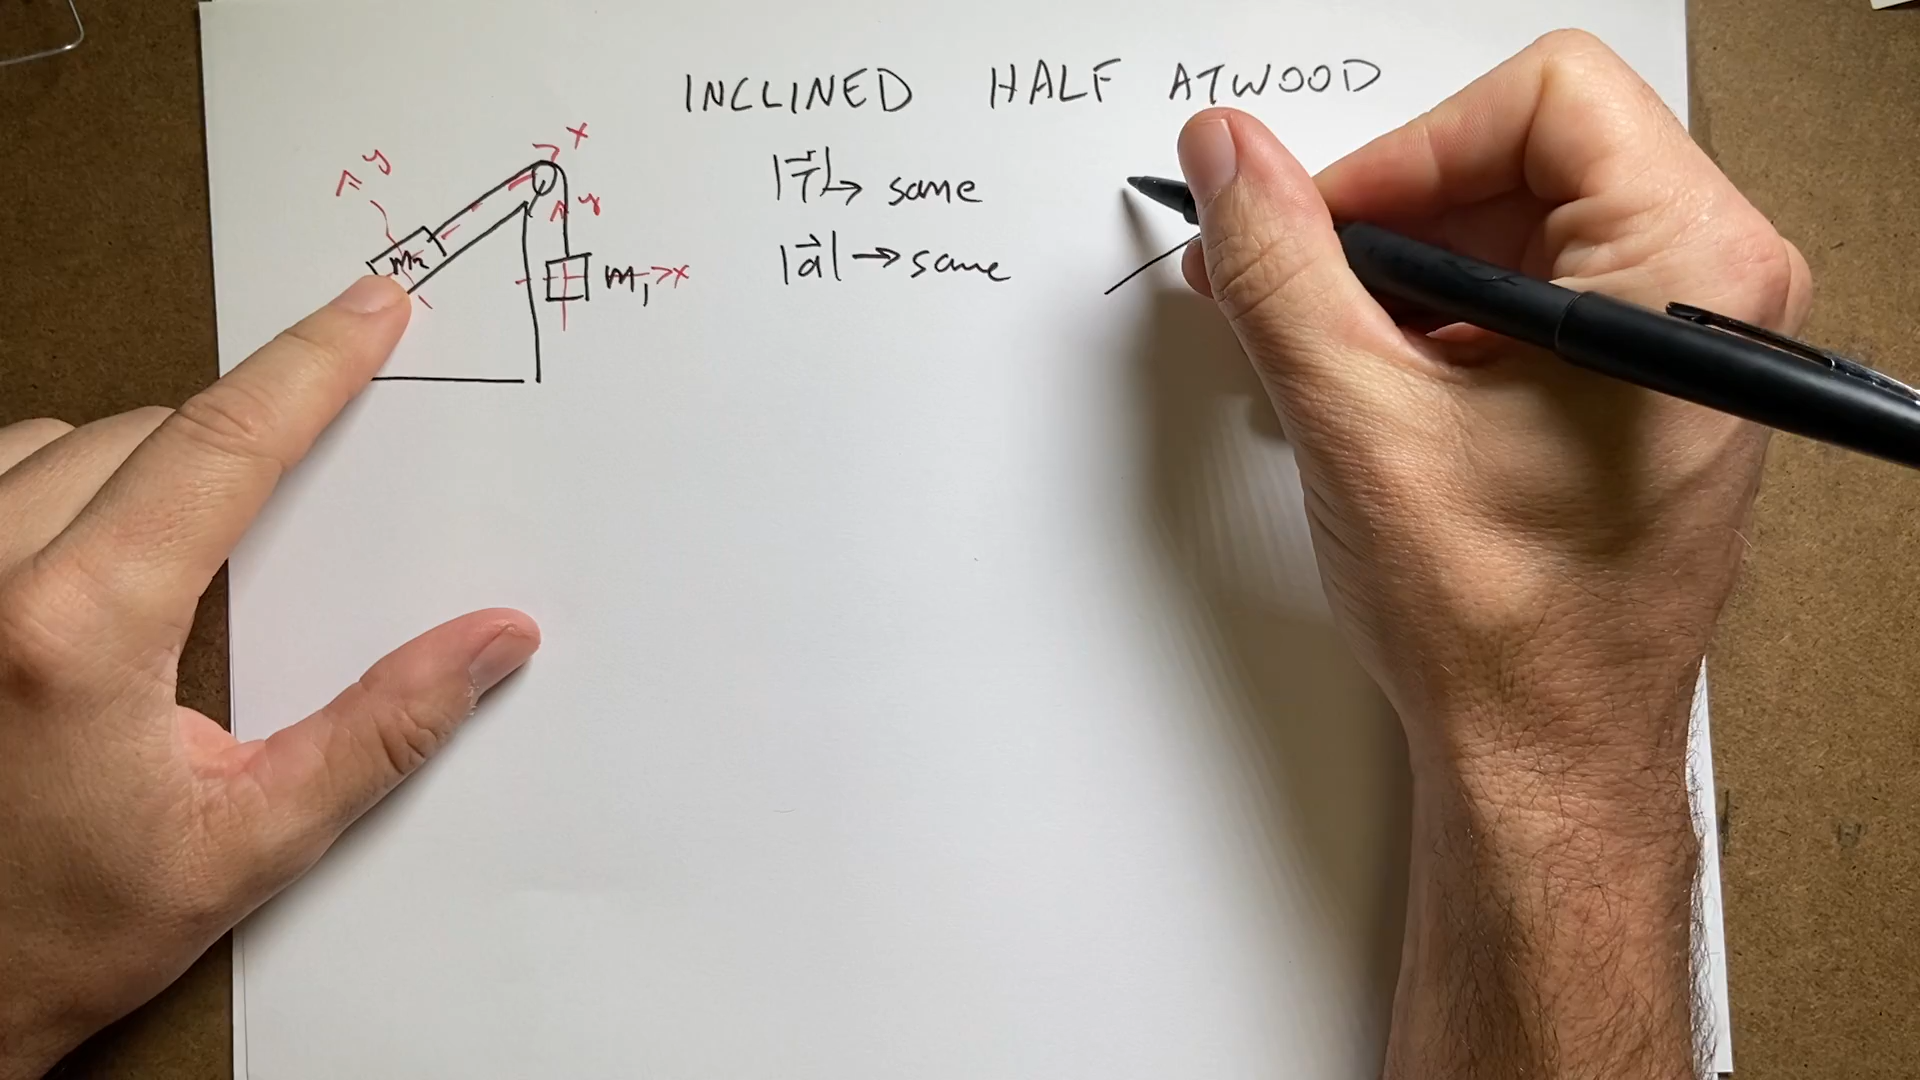 INCLINED HALF ATWOOD
x
y
|T⃗| → same
y
m₂
|a⃗| → same
m₁
x